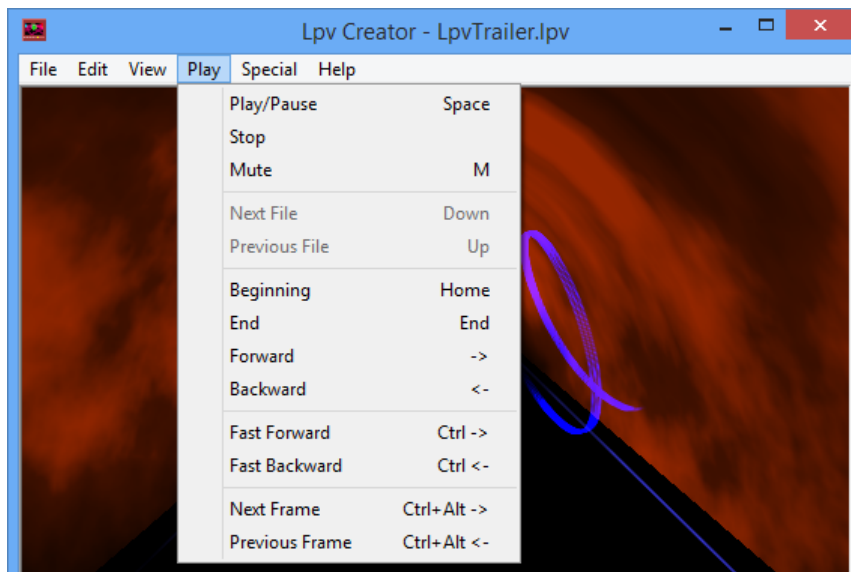 Lpv Creator - LpvTrailer.lpv
File Edit View Play Special Help
Play/Pause Space
Stop
Mute M
Next File Down
Previous File Up
Beginning Home
End End
Forward ->
Backward <-
Fast Forward Ctrl ->
Fast Backward Ctrl <-
Next Frame Ctrl+Alt ->
Previous Frame Ctrl+Alt <-